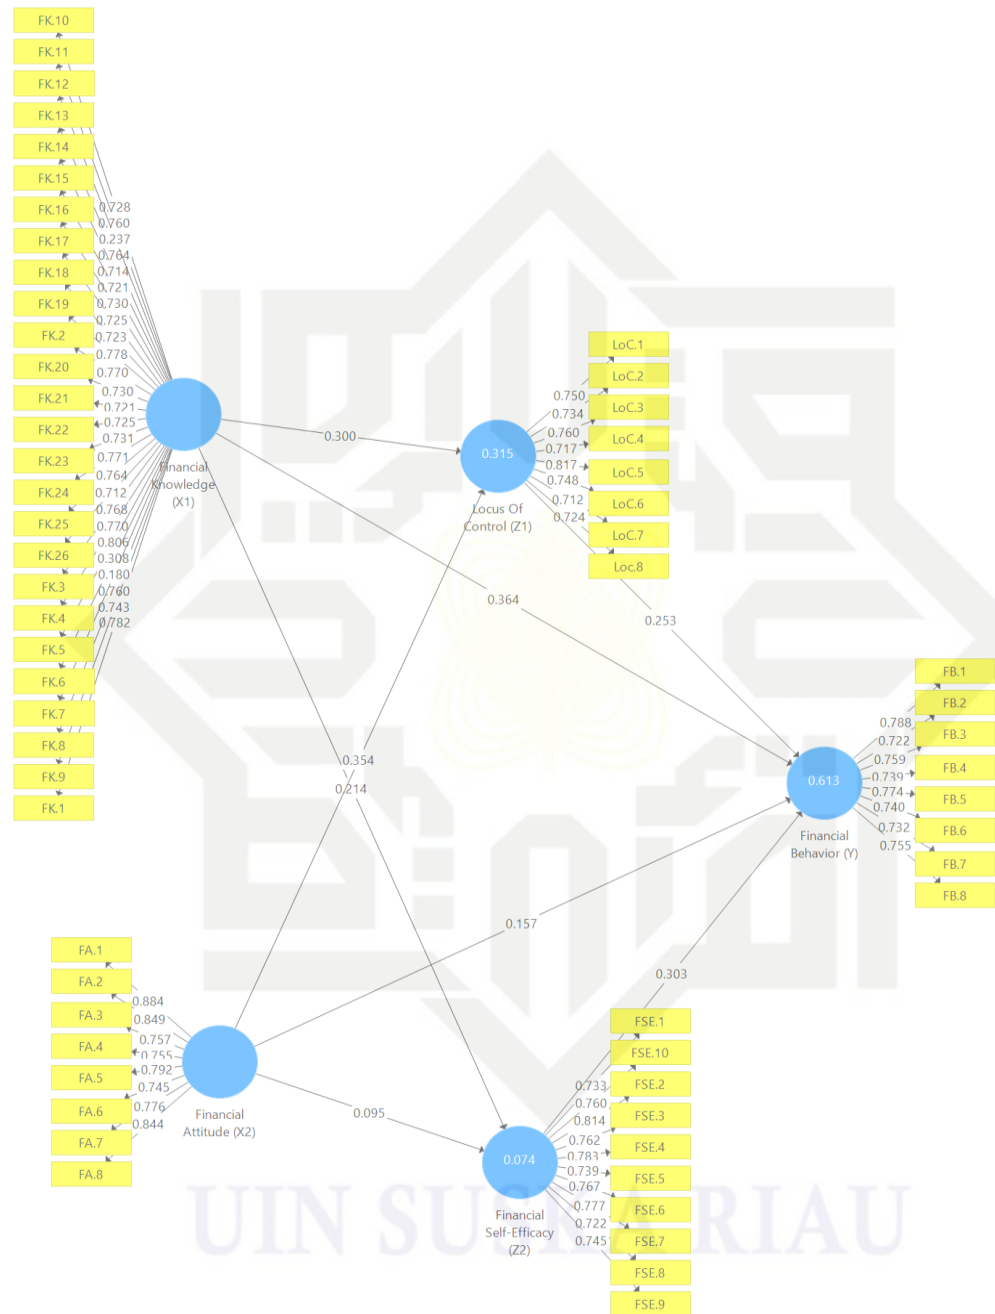 FK.10
FK.11
FK.12
FK.13
FK.14
FK.15
FK.16
FK.17
FK.18
FK.19
FK.2
FK.20
FK.21
FK.22
FK.23
FK.24
FK.25
FK.26
FK.3
FK.4
FK.5
FK.6
FK.7
FK.8
FK.9
FK.1
0.728
0.760
0.237
0.764
0.714
0.721
0.730
0.725
0.723
0.778
0.770
0.730
0.721
0.725
0.731
0.771
0.764
0.712
0.768
0.770
0.806
0.308
0.180
0.760
0.743
0.782
Financial
Knowledge
(X1)
0.300
0.315
Locus Of
Control (Z1)
0.750
0.734
0.760
0.717
0.817
0.748
0.712
0.724
LoC.1
LoC.2
LoC.3
LoC.4
LoC.5
LoC.6
LoC.7
Loc.8
0.364
0.253
0.354
0.214
0.613
Financial
Behavior (Y)
0.788
0.722
0.759
0.739
0.774
0.740
0.732
0.755
FB.1
FB.2
FB.3
FB.4
FB.5
FB.6
FB.7
FB.8
0.157
0.303
FA.1
FA.2
FA.3
FA.4
FA.5
FA.6
FA.7
FA.8
0.884
0.849
0.757
0.755
0.792
0.745
0.776
0.844
Financial
Attitude (X2)
0.095
0.074
Financial
Self-Efficacy
(Z2)
0.733
0.760
0.814
0.762
0.783
0.739
0.767
0.777
0.722
0.745
FSE.1
FSE.10
FSE.2
FSE.3
FSE.4
FSE.5
FSE.6
FSE.7
FSE.8
FSE.9
UIN SUSKA RIAU